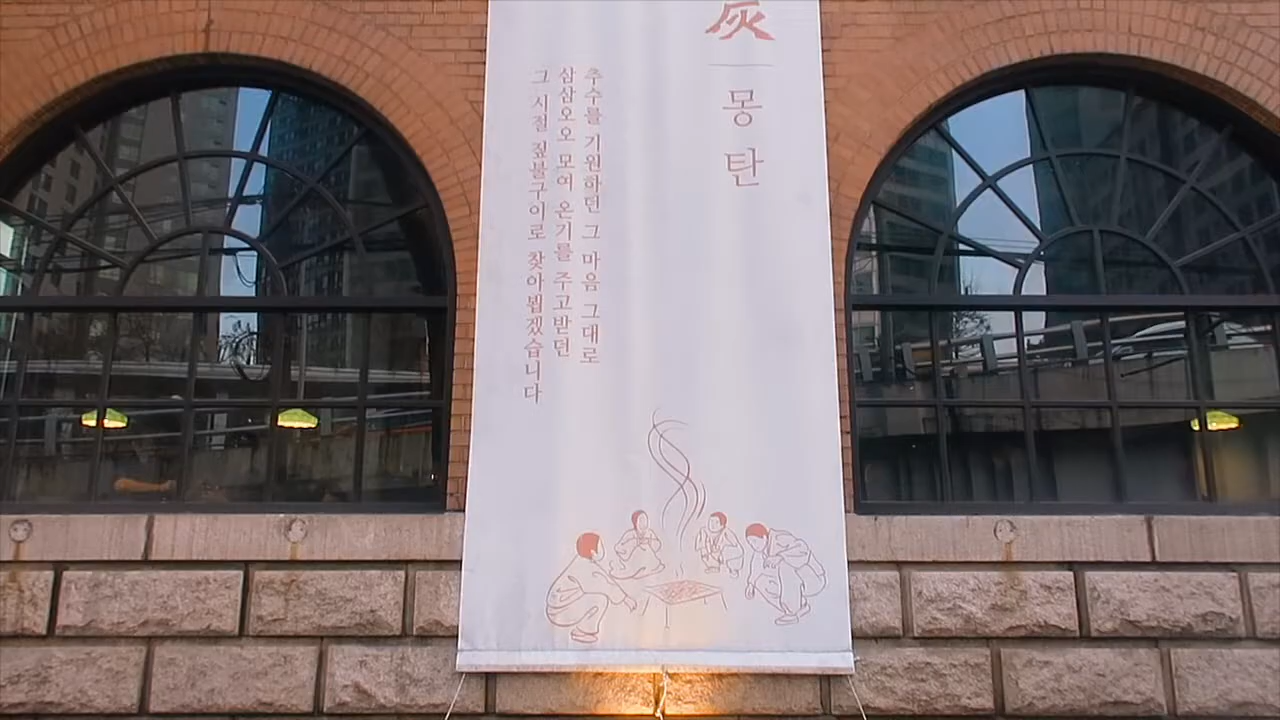 灰
몽탄
추수를 기원하던 그 마음 그대로
삼삼오오 모여 온기를 주고받던
그 시절 짚불구이로 찾아뵙겠습니다